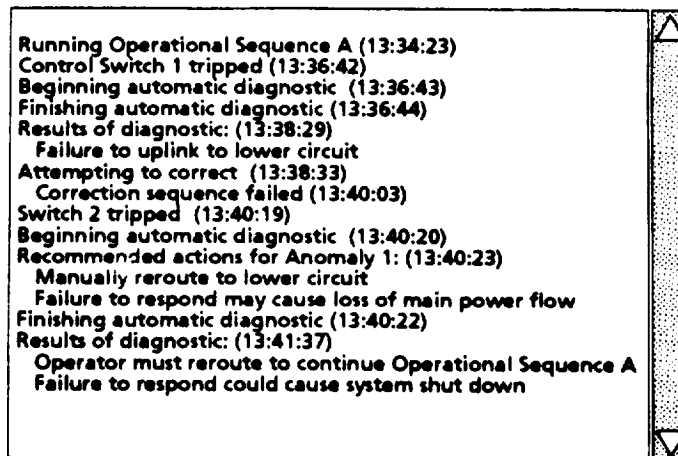 Running Operational Sequence A (13:34:23)
Control Switch 1 tripped (13:36:42)
Beginning automatic diagnostic (13:36:43)
Finishing automatic diagnostic (13:36:44)
Results of diagnostic: (13:38:29)
Failure to uplink to lower circuit
Attempting to correct (13:38:33)
Correction sequence failed (13:40:03)
Switch 2 tripped (13:40:19)
Beginning automatic diagnostic (13:40:20)
Recommended actions for Anomaly 1: (13:40:23)
Manually reroute to lower circuit
Failure to respond may cause loss of main power flow
Finishing automatic diagnostic (13:40:22)
Results of diagnostic: (13:41:37)
Operator must reroute to continue Operational Sequence A
Failure to respond could cause system shut down